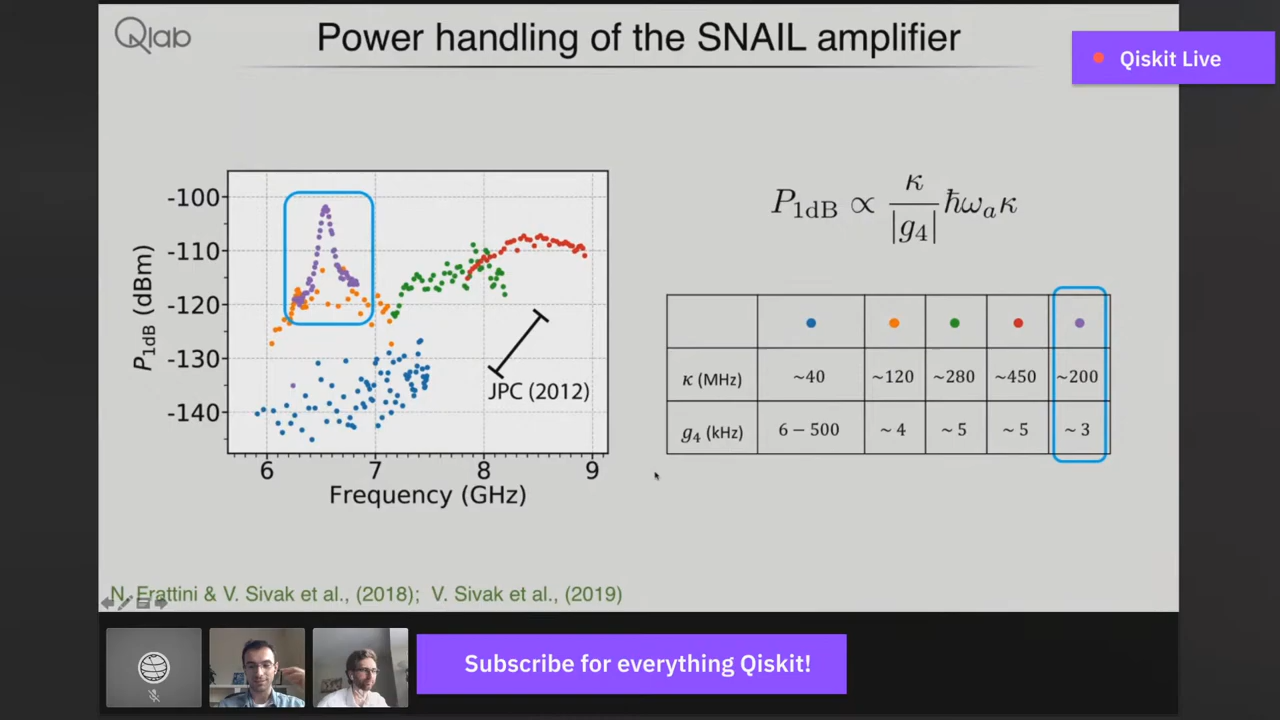 Qlab
Power handling of the SNAIL amplifier
Qiskit Live
-100
-110
-120
-130
-140
P1dB (dBm)
6 7 8 9
Frequency (GHz)
JPC (2012)
P1dB ∝ κ/|g4| ħωaκ
κ (MHz) ~40 ~120 ~280 ~450 ~200
g4 (kHz) 6 – 500 ~ 4 ~ 5 ~ 5 ~ 3
N. Frattini & V. Sivak et al., (2018); V. Sivak et al., (2019)
Subscribe for everything Qiskit!